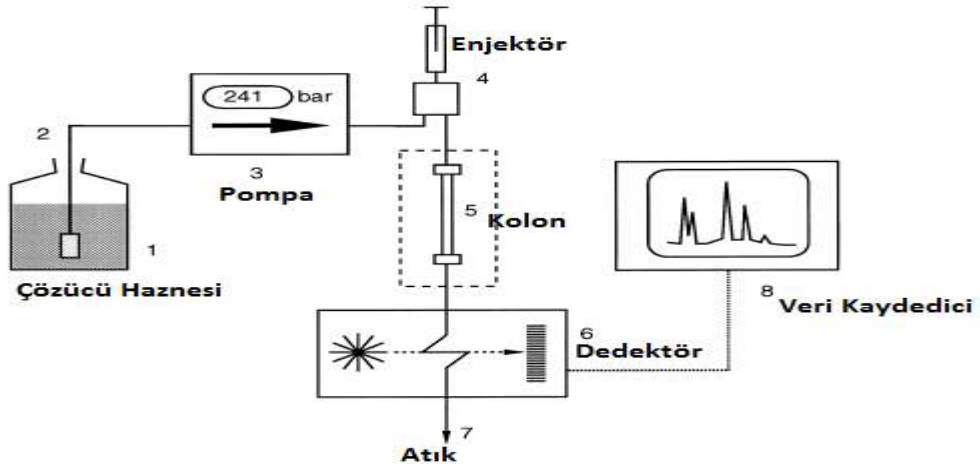 Enjektör
4
241 bar
2
3
Pompa
5
Kolon
1
Çözücü Haznesi
8
Veri Kaydedici
6
Dedektör
7
Atık